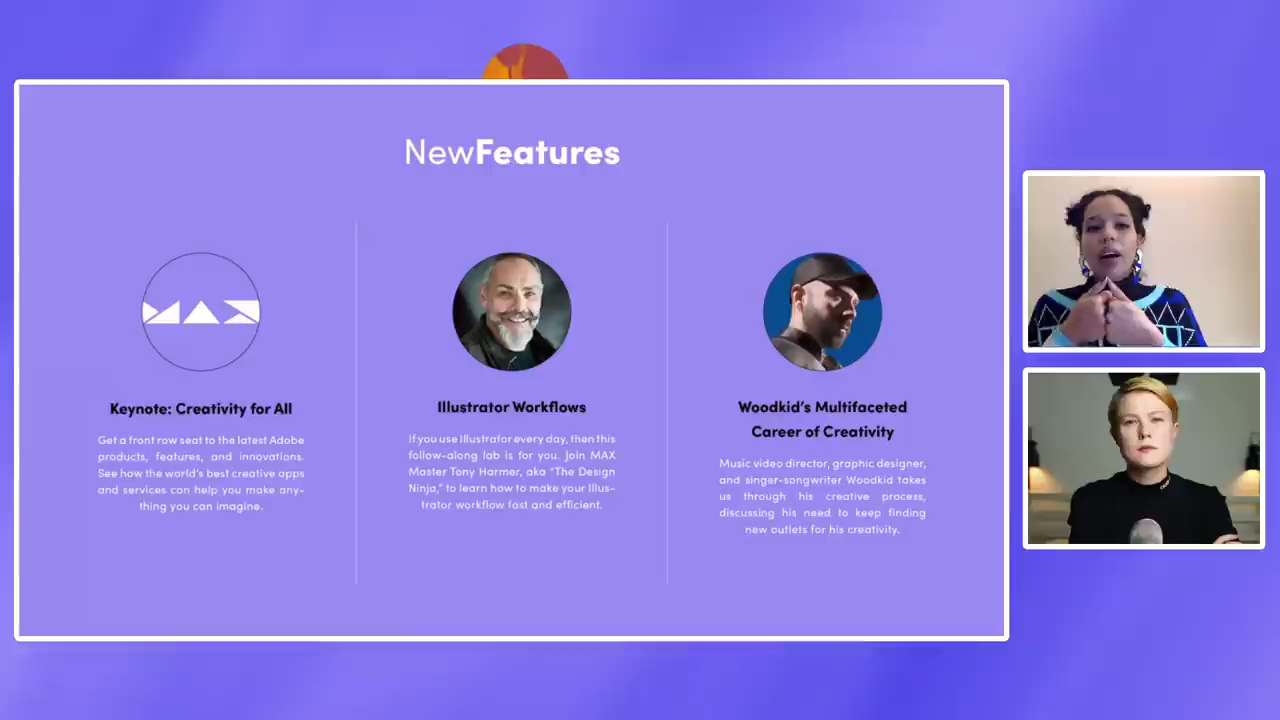 NewFeatures
MAX
Keynote: Creativity for All
Get a front row seat to the latest Adobe
products, features, and innovations.
See how the world's best creative apps
and services can help you make any-
thing you can imagine.
Illustrator Workflows
If you use Illustrator every day, then this
follow-along lab is for you. Join MAX
Master Tony Harmer, aka “The Design
Ninja,” to learn how to make your Illus-
trator workflow fast and efficient.
Woodkid’s Multifaceted
Career of Creativity
Music video director, graphic designer,
and singer-songwriter Woodkid takes
us through his creative process,
discussing his need to keep finding
new outlets for his creativity.